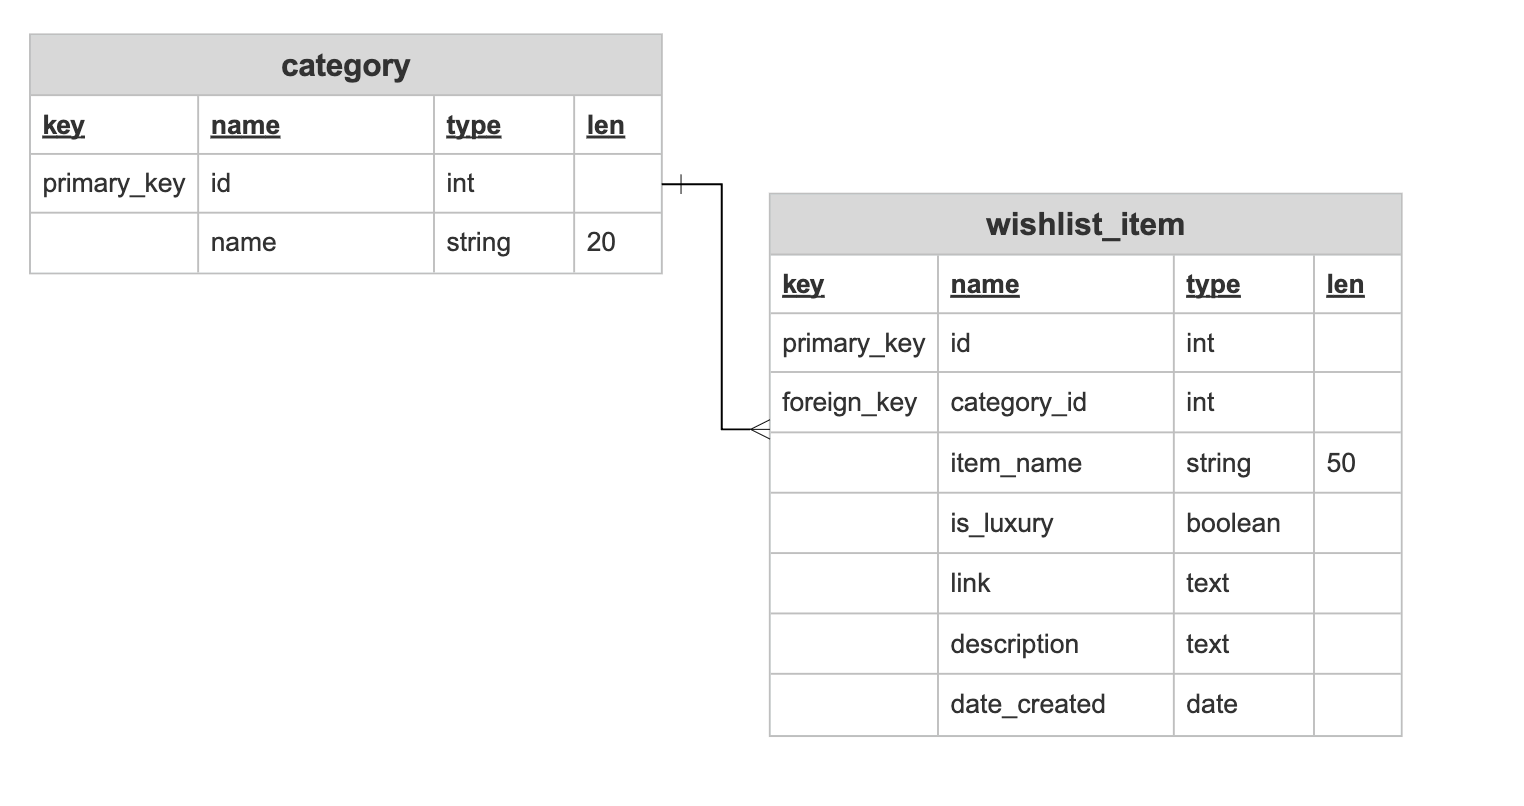 category
key name type len
primary_key id int
name string 20
wishlist_item
key name type len
primary_key id int
foreign_key category_id int
item_name string 50
is_luxury boolean
link text
description text
date_created date